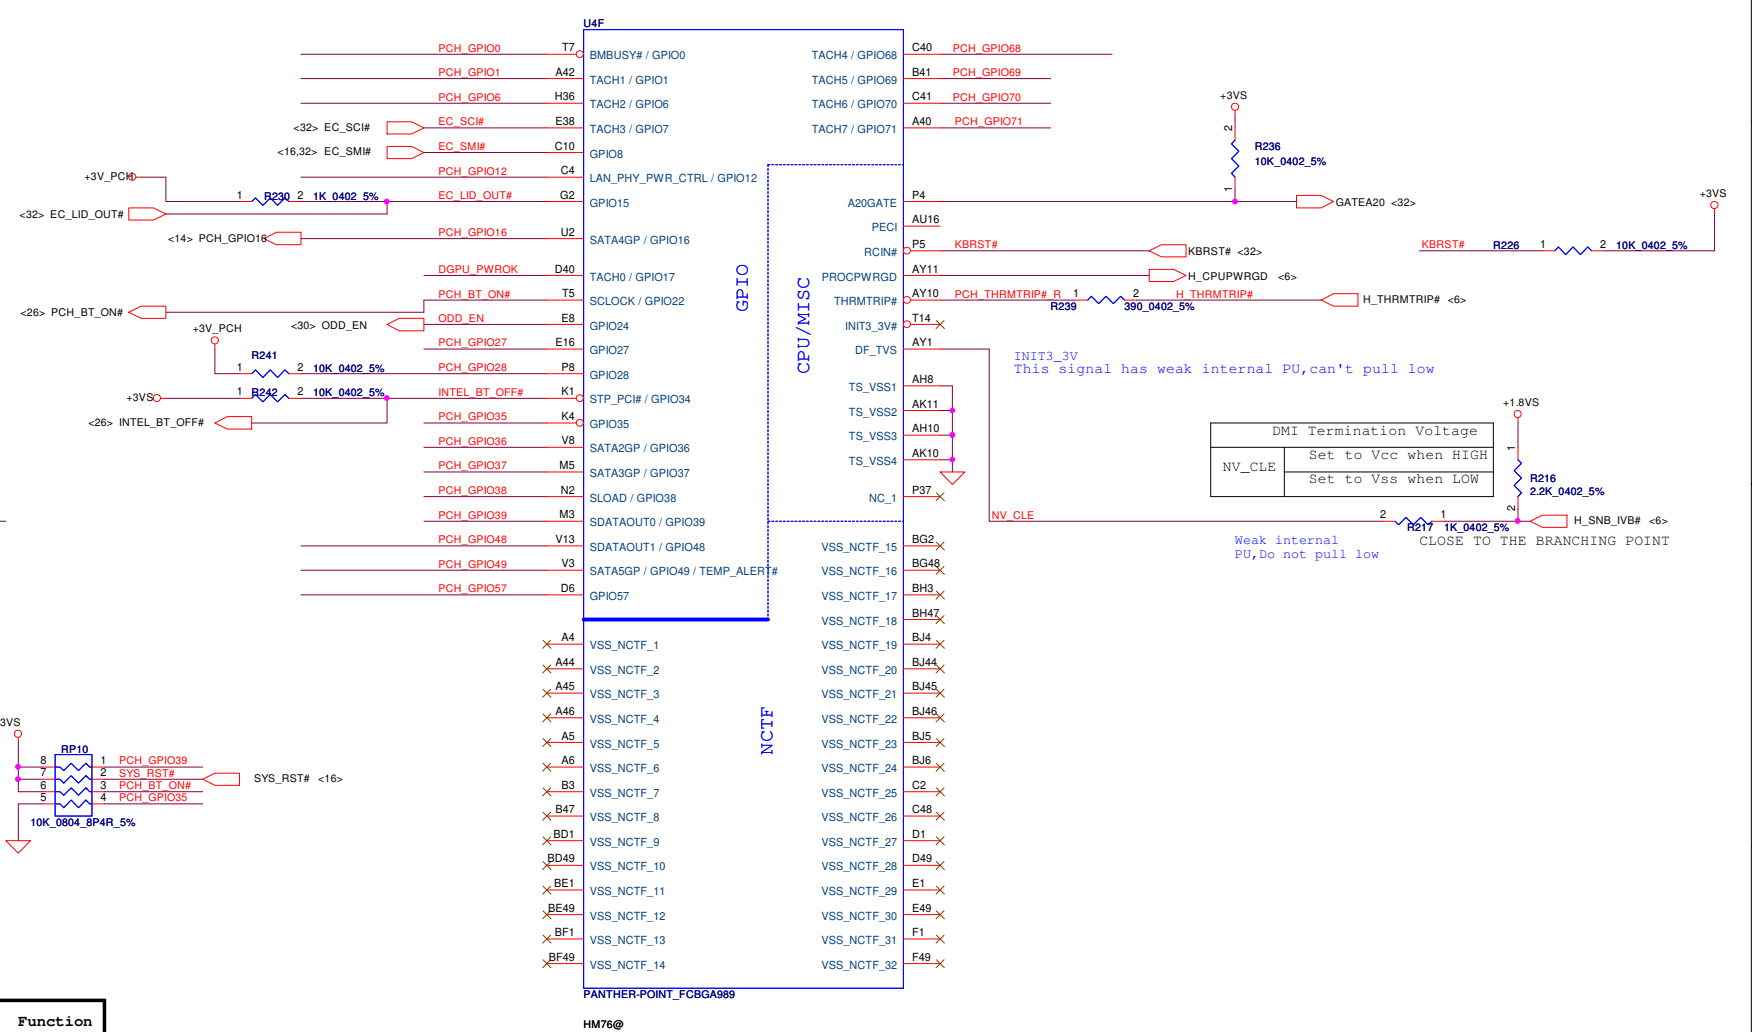 U4F
PCH_GPIO0 T7 BMBUSY# / GPIO0 TACH4 / GPIO68 C40 PCH_GPIO68
PCH_GPIO1 A42 TACH1 / GPIO1 TACH5 / GPIO69 B41 PCH_GPIO69
PCH_GPIO6 H36 TACH2 / GPIO6 TACH6 / GPIO70 C41 PCH_GPIO70
<32> EC_SCI# EC_SCI# E38 TACH3 / GPIO7 TACH7 / GPIO71 A40 PCH_GPIO71
<16,32> EC_SMI# EC_SMI# C10 GPIO8
+3VS
2
R236
10K_0402_5%
1
+3V_PCH PCH_GPIO12 C4 LAN_PHY_PWR_CTRL / GPIO12
1 R230 2 1K_0402_5% EC_LID_OUT# G2 GPIO15 A20GATE P4 GATEA20 <32>
<32> EC_LID_OUT#
PECI AU16
<14> PCH_GPIO16 PCH_GPIO16 U2 SATA4GP / GPIO16
RCIN# P5 KBRST# KBRST# <32>
+3VS
KBRST# R226 1 2 10K_0402_5%
DGPU_PWROK D40 TACH0 / GPIO17 PROCPWRGD AY11 H_CPUPWRGD <6>
<26> PCH_BT_ON# PCH_BT_ON# T5 SCLOCK / GPIO22 THRMTRIP# AY10 PCH_THRMTRIP#_R 1 2 H_THRMTRIP# H_THRMTRIP# <6>
R239 390_0402_5%
<30> ODD_EN ODD_EN E8 GPIO24 INIT3_3V# T14
+3V_PCH
PCH_GPIO27 E16 GPIO27 DF_TVS AY1
INIT3_3V
This signal has weak internal PU,can't pull low
R241
1 2 10K_0402_5% PCH_GPIO28 P8 GPIO28
TS_VSS1 AH8
+3VS 1 R242 2 10K_0402_5% INTEL_BT_OFF# K1 STP_PCI# / GPIO34
TS_VSS2 AK11
<26> INTEL_BT_OFF# PCH_GPIO35 K4 GPIO35
TS_VSS3 AH10
PCH_GPIO36 V8 SATA2GP / GPIO36
TS_VSS4 AK10
PCH_GPIO37 M5 SATA3GP / GPIO37
PCH_GPIO38 N2 SLOAD / GPIO38 NC_1 P37
DMI Termination Voltage
NV_CLE
Set to Vcc when HIGH
Set to Vss when LOW
+1.8VS
1
R216
2.2K_0402_5%
2
PCH_GPIO39 M3 SDATAOUT0 / GPIO39
NV_CLE 2 R217 1 1K_0402_5% H_SNB_IVB# <6>
Weak internal
PU,Do not pull low
CLOSE TO THE BRANCHING POINT
PCH_GPIO48 V13 SDATAOUT1 / GPIO48 VSS_NCTF_15 BG2
PCH_GPIO49 V3 SATA5GP / GPIO49 / TEMP_ALERT# VSS_NCTF_16 BG48
PCH_GPIO57 D6 GPIO57 VSS_NCTF_17 BH3
VSS_NCTF_18 BH47
GPIO
CPU/MISC
NCTF
A4 VSS_NCTF_1 VSS_NCTF_19 BJ4
A44 VSS_NCTF_2 VSS_NCTF_20 BJ44
A45 VSS_NCTF_3 VSS_NCTF_21 BJ45
A46 VSS_NCTF_4 VSS_NCTF_22 BJ46
A5 VSS_NCTF_5 VSS_NCTF_23 BJ5
A6 VSS_NCTF_6 VSS_NCTF_24 BJ6
B3 VSS_NCTF_7 VSS_NCTF_25 C2
B47 VSS_NCTF_8 VSS_NCTF_26 C48
BD1 VSS_NCTF_9 VSS_NCTF_27 D1
BD49 VSS_NCTF_10 VSS_NCTF_28 D49
BE1 VSS_NCTF_11 VSS_NCTF_29 E1
BE49 VSS_NCTF_12 VSS_NCTF_30 E49
BF1 VSS_NCTF_13 VSS_NCTF_31 F1
BF49 VSS_NCTF_14 VSS_NCTF_32 F49
3VS
RP10
8 1 PCH_GPIO39
7 2 SYS_RST# SYS_RST# <16>
6 3 PCH_BT_ON#
5 4 PCH_GPIO35
10K_0804_8P4R_5%
PANTHER-POINT_FCBGA989
HM76@
Function